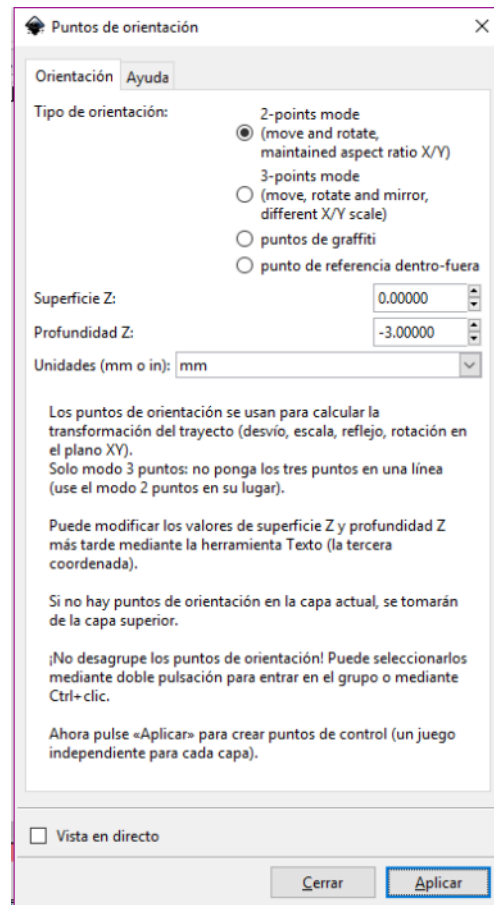 Puntos de orientación
Orientación Ayuda
Tipo de orientación:
2-points mode
(move and rotate,
maintained aspect ratio X/Y)
3-points mode
(move, rotate and mirror,
different X/Y scale)
puntos de graffiti
punto de referencia dentro-fuera
Superficie Z: 0.00000
Profundidad Z: -3.00000
Unidades (mm o in): mm
Los puntos de orientación se usan para calcular la
transformación del trayecto (desvío, escala, reflejo, rotación en
el plano XY).
Solo modo 3 puntos: no ponga los tres puntos en una línea
(use el modo 2 puntos en su lugar).
Puede modificar los valores de superficie Z y profundidad Z
más tarde mediante la herramienta Texto (la tercera
coordenada).
Si no hay puntos de orientación en la capa actual, se tomarán
de la capa superior.
¡No desagrupe los puntos de orientación! Puede seleccionarlos
mediante doble pulsación para entrar en el grupo o mediante
Ctrl+clic.
Ahora pulse «Aplicar» para crear puntos de control (un juego
independiente para cada capa).
Vista en directo
Cerrar Aplicar